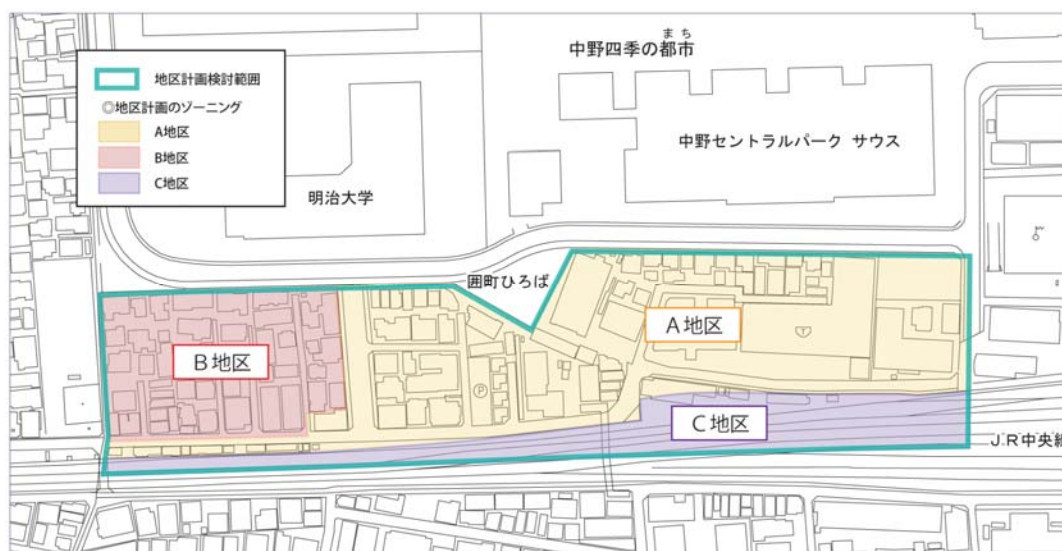 まち
中野四季の都市
地区計画検討範囲
◎地区計画のゾーニング
A地区
B地区
C地区
中野セントラルパーク サウス
明治大学
囲町ひろば
A地区
B地区
P
T
C地区
JR中央線